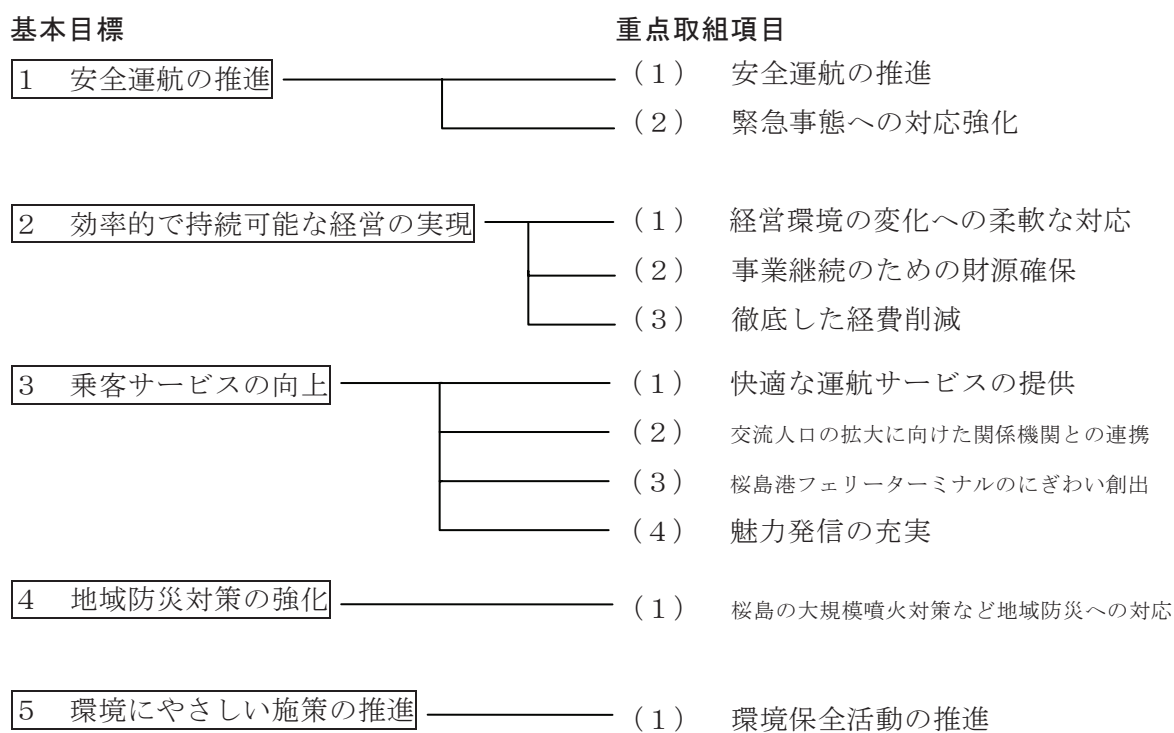 基本目標　重点取組項目
1　安全運航の推進　（1）　安全運航の推進
（2）　緊急事態への対応強化
2　効率的で持続可能な経営の実現　（1）　経営環境の変化への柔軟な対応
（2）　事業継続のための財源確保
（3）　徹底した経費削減
3　乗客サービスの向上　（1）　快適な運航サービスの提供
（2）　交流人口の拡大に向けた関係機関との連携
（3）　桜島港フェリーターミナルのにぎわい創出
（4）　魅力発信の充実
4　地域防災対策の強化　（1）　桜島の大規模噴火対策など地域防災への対応
5　環境にやさしい施策の推進　（1）　環境保全活動の推進